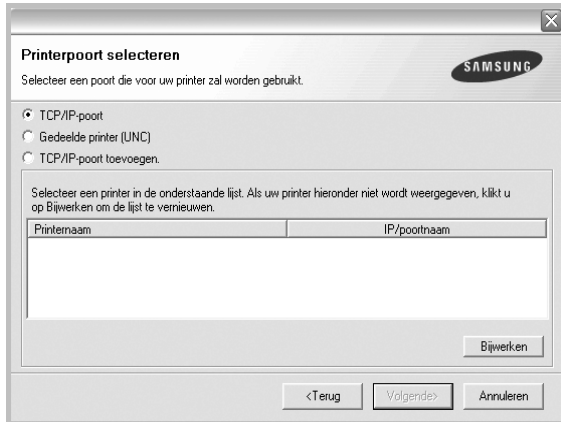 Printerpoort selecteren
Selecteer een poort die voor uw printer zal worden gebruikt.
SAMSUNG
TCP/IP-poort
Gedeelde printer (UNC)
TCP/IP-poort toevoegen.
Selecteer een printer in de onderstaande lijst. Als uw printer hieronder niet wordt weergegeven, klikt u
op Bijwerken om de lijst te vernieuwen.
Printernaam IP/poortnaam
Bijwerken
<Terug Volgende> Annuleren